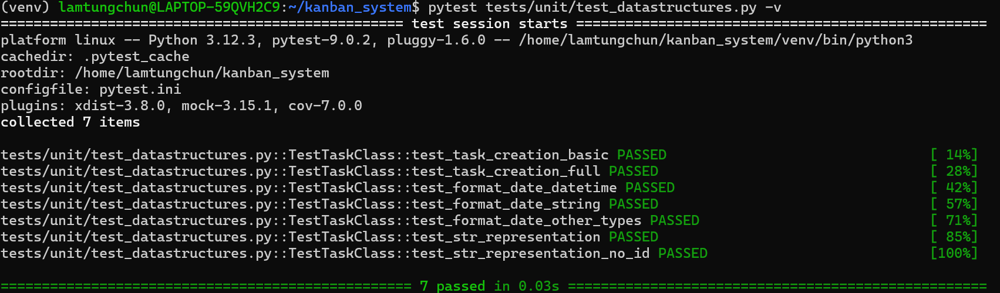 (venv) lamtungchun@LAPTOP-59QVH2C9:~/kanban_system$ pytest tests/unit/test_datastructures.py -v
================================================= test session starts ==================================================
platform linux -- Python 3.12.3, pytest-9.0.2, pluggy-1.6.0 -- /home/lamtungchun/kanban_system/venv/bin/python3
cachedir: .pytest_cache
rootdir: /home/lamtungchun/kanban_system
configfile: pytest.ini
plugins: xdist-3.8.0, mock-3.15.1, cov-7.0.0
collected 7 items

tests/unit/test_datastructures.py::TestTaskClass::test_task_creation_basic PASSED                                [ 14%]
tests/unit/test_datastructures.py::TestTaskClass::test_task_creation_full PASSED                                 [ 28%]
tests/unit/test_datastructures.py::TestTaskClass::test_format_date_datetime PASSED                               [ 42%]
tests/unit/test_datastructures.py::TestTaskClass::test_format_date_string PASSED                                 [ 57%]
tests/unit/test_datastructures.py::TestTaskClass::test_format_date_other_types PASSED                            [ 71%]
tests/unit/test_datastructures.py::TestTaskClass::test_str_representation PASSED                                 [ 85%]
tests/unit/test_datastructures.py::TestTaskClass::test_str_representation_no_id PASSED                           [100%]

================================================== 7 passed in 0.03s ===================================================